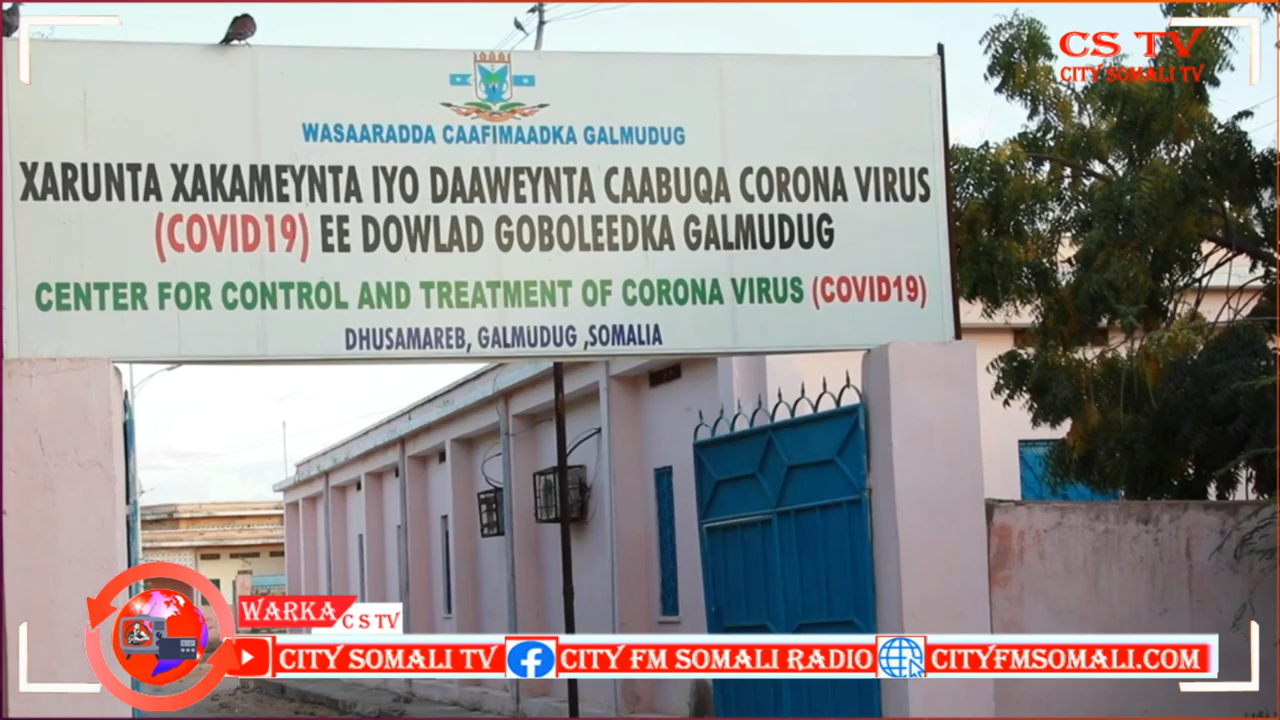 CS TV
CITY SOMALI TV
WASAARADDA CAAFIMAADKA GALMUDUG
XARUNTA XAKAMEYNTA IYO DAAWEYNTA CAABUQA CORONA VIRUS
(COVID19) EE DOWLAD GOBOLEEDKA GALMUDUG
CENTER FOR CONTROL AND TREATMENT OF CORONA VIRUS (COVID19)
DHUSAMAREB, GALMUDUG ,SOMALIA
WARKA
C S TV
CITY SOMALI TV CITY FM SOMALI RADIO CITYFMSOMALI.COM